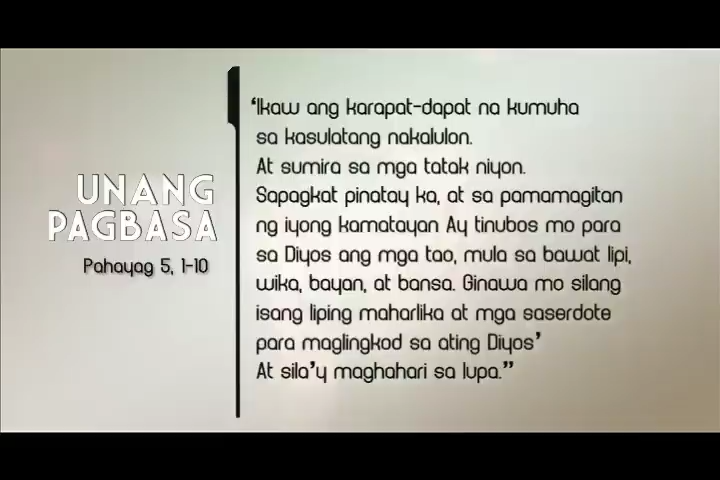 UNANG
PAGBASA
Pahayag 5, 1-10
‘Ikaw ang karapat-dapat na kumuha
sa kasulatang nakalulon.
At sumira sa mga tatak niyon.
Sapagkat pinatay ka, at sa pamamagitan
ng iyong kamatayan Ay tinubos mo para
sa Diyos ang mga tao, mula sa bawat lipi,
wika, bayan, at bansa. Ginawa mo silang
isang liping maharlika at mga saserdote
para maglingkod sa ating Diyos’
At sila’y maghahari sa lupa.”